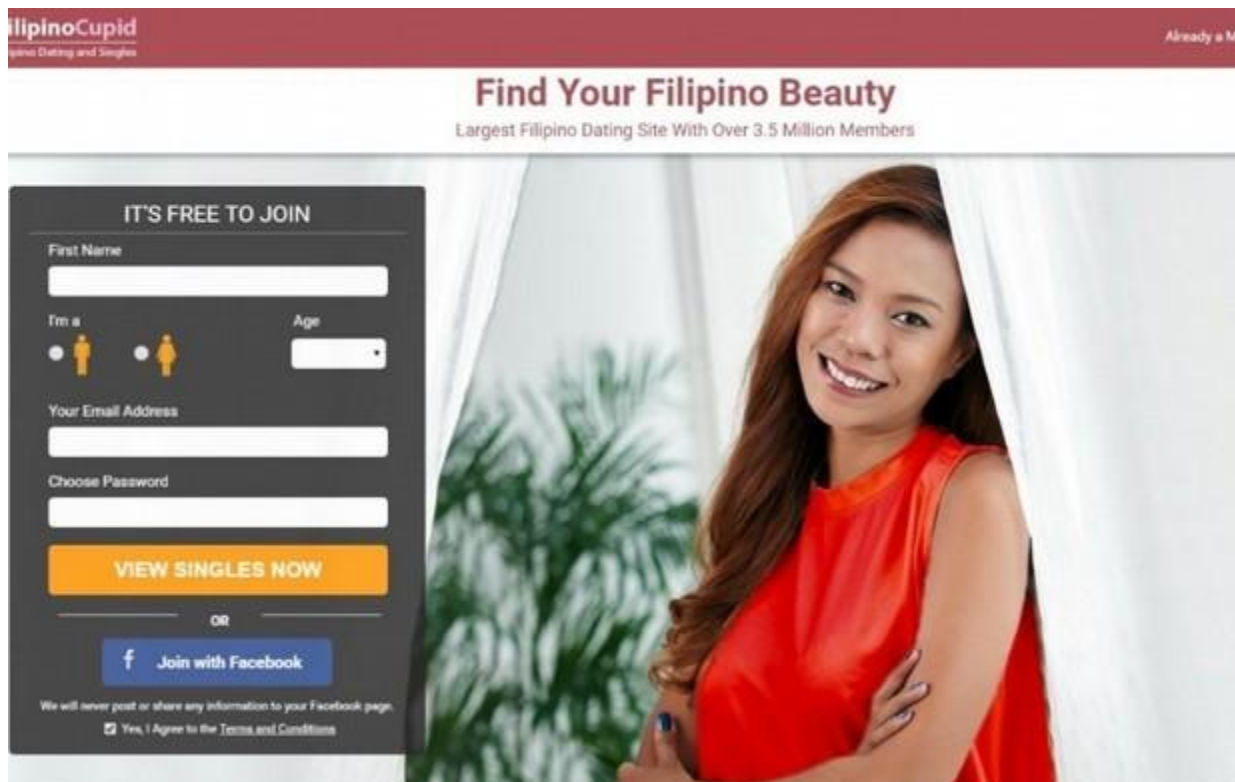 ilipinoCupid
ipino Dating and Singles
Already a M
Find Your Filipino Beauty
Largest Filipino Dating Site With Over 3.5 Million Members
IT'S FREE TO JOIN
First Name
I'm a
Age
Your Email Address
Choose Password
VIEW SINGLES NOW
OR
f Join with Facebook
We will never post or share any information to your Facebook page.
Yes, I Agree to the Terms and Conditions